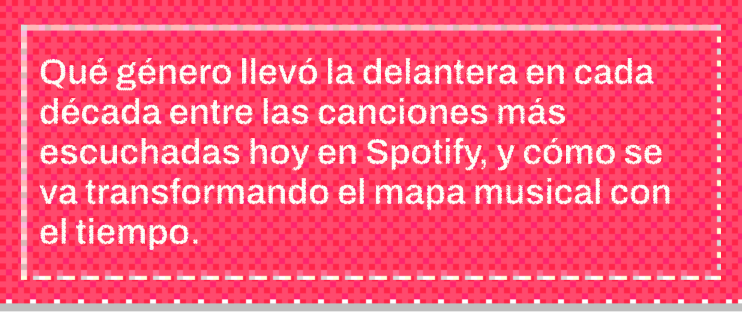 Qué género llevó la delantera en cada
década entre las canciones más
escuchadas hoy en Spotify, y cómo se
va transformando el mapa musical con
el tiempo.